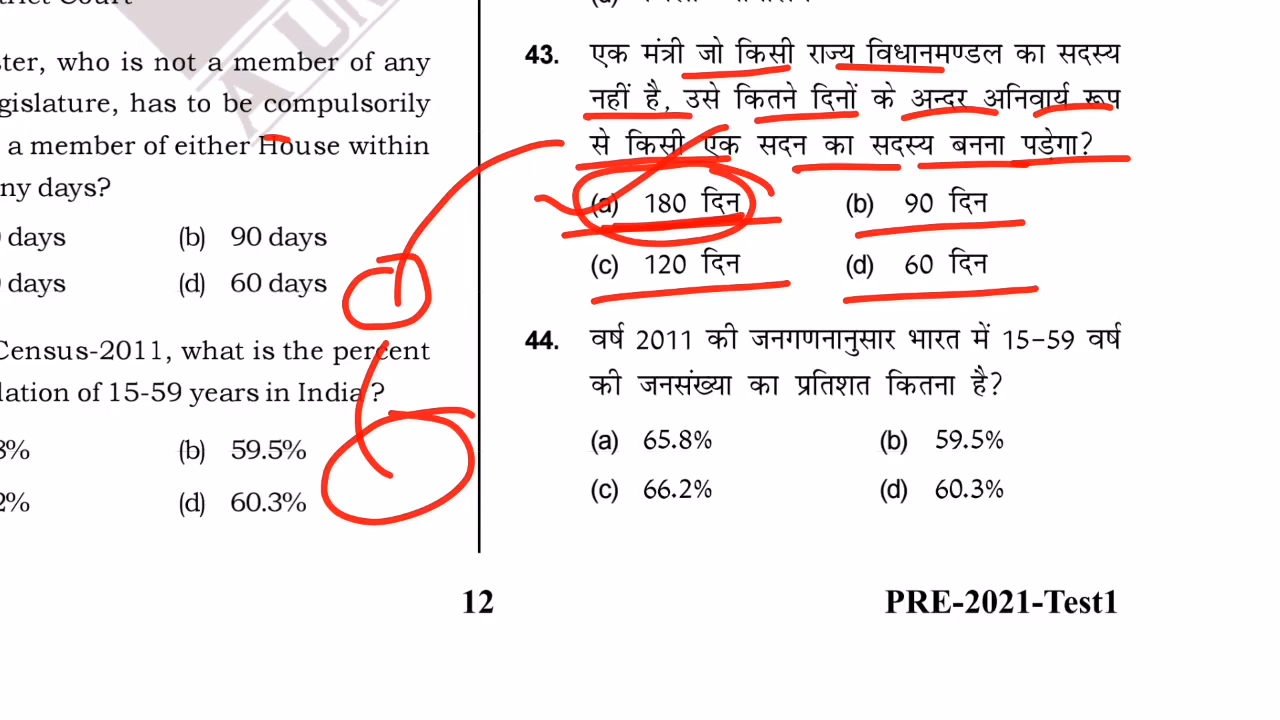 trict Court
ster, who is not a member of any
gislature, has to be compulsorily
a member of either House within
ny days?
days (b) 90 days
days (d) 60 days
Census-2011, what is the percent
lation of 15-59 years in India ?
8% (b) 59.5%
2% (d) 60.3%
43. एक मंत्री जो किसी राज्य विधानमण्डल का सदस्य
नहीं है, उसे कितने दिनों के अन्दर अनिवार्य रूप
से किसी एक सदन का सदस्य बनना पड़ेगा?
(a) 180 दिन (b) 90 दिन
(c) 120 दिन (d) 60 दिन
44. वर्ष 2011 की जनगणनानुसार भारत में 15-59 वर्ष
की जनसंख्या का प्रतिशत कितना है?
(a) 65.8% (b) 59.5%
(c) 66.2% (d) 60.3%
12
PRE-2021-Test1